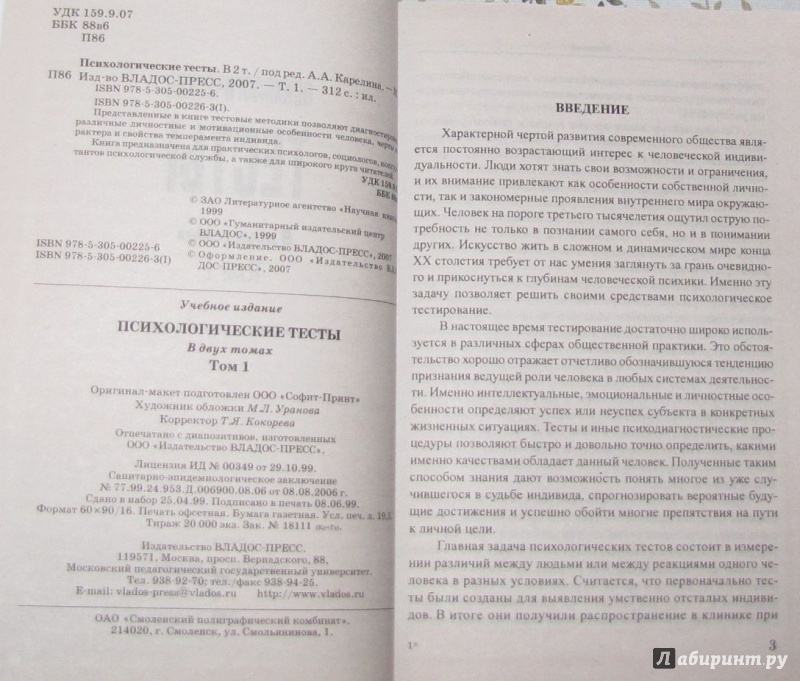 УДК 159.9.07
ББК 88в6
П86
Психологические тесты. В 2 т. / под ред. А.А. Карелина. –
П86 Изд-во ВЛАДОС-ПРЕСС, 2007. — Т. 1. — 312 с. : ил.
ISBN 978-5-305-00225-6.
ISBN 978-5-305-00226-3(I).
Представленные в книге тестовые методики позволяют
различные личностные и мотивационные особенности человека, черты
рактера и свойства темперамента индивида.
Книга предназначена для практических психологов, социологов,
тантов психологической службы, а также для широкого круга читателей.
УДК 159.9
ББК 88
© ЗАО Литературное агентство «Научная
1999
© ООО «Гуманитарный издательский центр
ВЛАДОС», 1999
ISBN 978-5-305-00225-6 © ООО «Издательство ВЛАДОС-ПРЕСС», 2007
ISBN 978-5-305-00226-3(I) © Оформление. ООО «Издательство
ДОС-ПРЕСС», 2007
Учебное издание
ПСИХОЛОГИЧЕСКИЕ ТЕСТЫ
В двух томах
Том 1
Оригинал-макет подготовлен ООО «Софит-Принт»
Художник обложки М.Л. Уранова
Корректор Т.Я. Кокорева
Отпечатано с диапозитивов, изготовленных
ООО «Издательство ВЛАДОС-ПРЕСС».
Лицензия ИД № 00349 от 29.10.99.
Санитарно-эпидемиологическое заключение
№ 77.99.24.953.Д.006900.08.06 от 08.08.2006 г.
Сдано в набор 25.04.99. Подписано в печать 08.06.99.
Формат 60×90/16. Печать офсетная. Бумага газетная. Усл. печ. л. 19,5
Тираж 20 000 экз. Зак. № 18111
Издательство ВЛАДОС-ПРЕСС.
119571, Москва, просп. Вернадского, 88,
Московский педагогический государственный университет.
Тел. 938-92-70; тел./факс 938-94-25.
E-mail: vlados-press@vlados.ru http://www.vlados.ru
ОАО «Смоленский полиграфический комбинат».
214020, г. Смоленск, ул. Смольянинова, 1.
ВВЕДЕНИЕ
Характерной чертой развития современного общества явля-
ется постоянно возрастающий интерес к человеческой индиви-
дуальности. Люди хотят знать свои возможности и ограничения,
и их внимание привлекают как особенности собственной лично-
сти, так и закономерные проявления внутреннего мира окружаю-
щих. Человек на пороге третьего тысячелетия ощутил острую по-
требность не только в познании самого себя, но и в понимании
других. Искусство жить в сложном и динамическом мире конца
XX столетия требует от нас умения заглянуть за грань очевидно-
го и прикоснуться к глубинам человеческой психики. Именно эту
задачу позволяет решить своими средствами психологическое
тестирование.
В настоящее время тестирование достаточно широко исполь-
зуется в различных сферах общественной практики. Это обстоя-
тельство хорошо отражает отчетливо обозначившуюся тенденцию
признания ведущей роли человека в любых системах деятельнос-
ти. Именно интеллектуальные, эмоциональные и личностные осо-
бенности определяют успех или неуспех субъекта в конкретных
жизненных ситуациях. Тесты и иные психодиагностические про-
цедуры позволяют быстро и довольно точно определить, какими
именно качествами обладает данный человек. Полученные таким
способом знания дают возможность понять многое из уже слу-
чившегося в судьбе индивида, спрогнозировать вероятные буду-
щие достижения и успешно обойти многие препятствия на пути
к личной цели.
Главная задача психологических тестов состоит в измере-
нии различий между людьми или между реакциями одного че-
ловека в разных условиях. Считается, что первоначально тес-
ты были созданы для выявления умственно отсталых индиви-
дов. В итоге они получили распространение в клинике при
1* 3
Лабиринт.ру